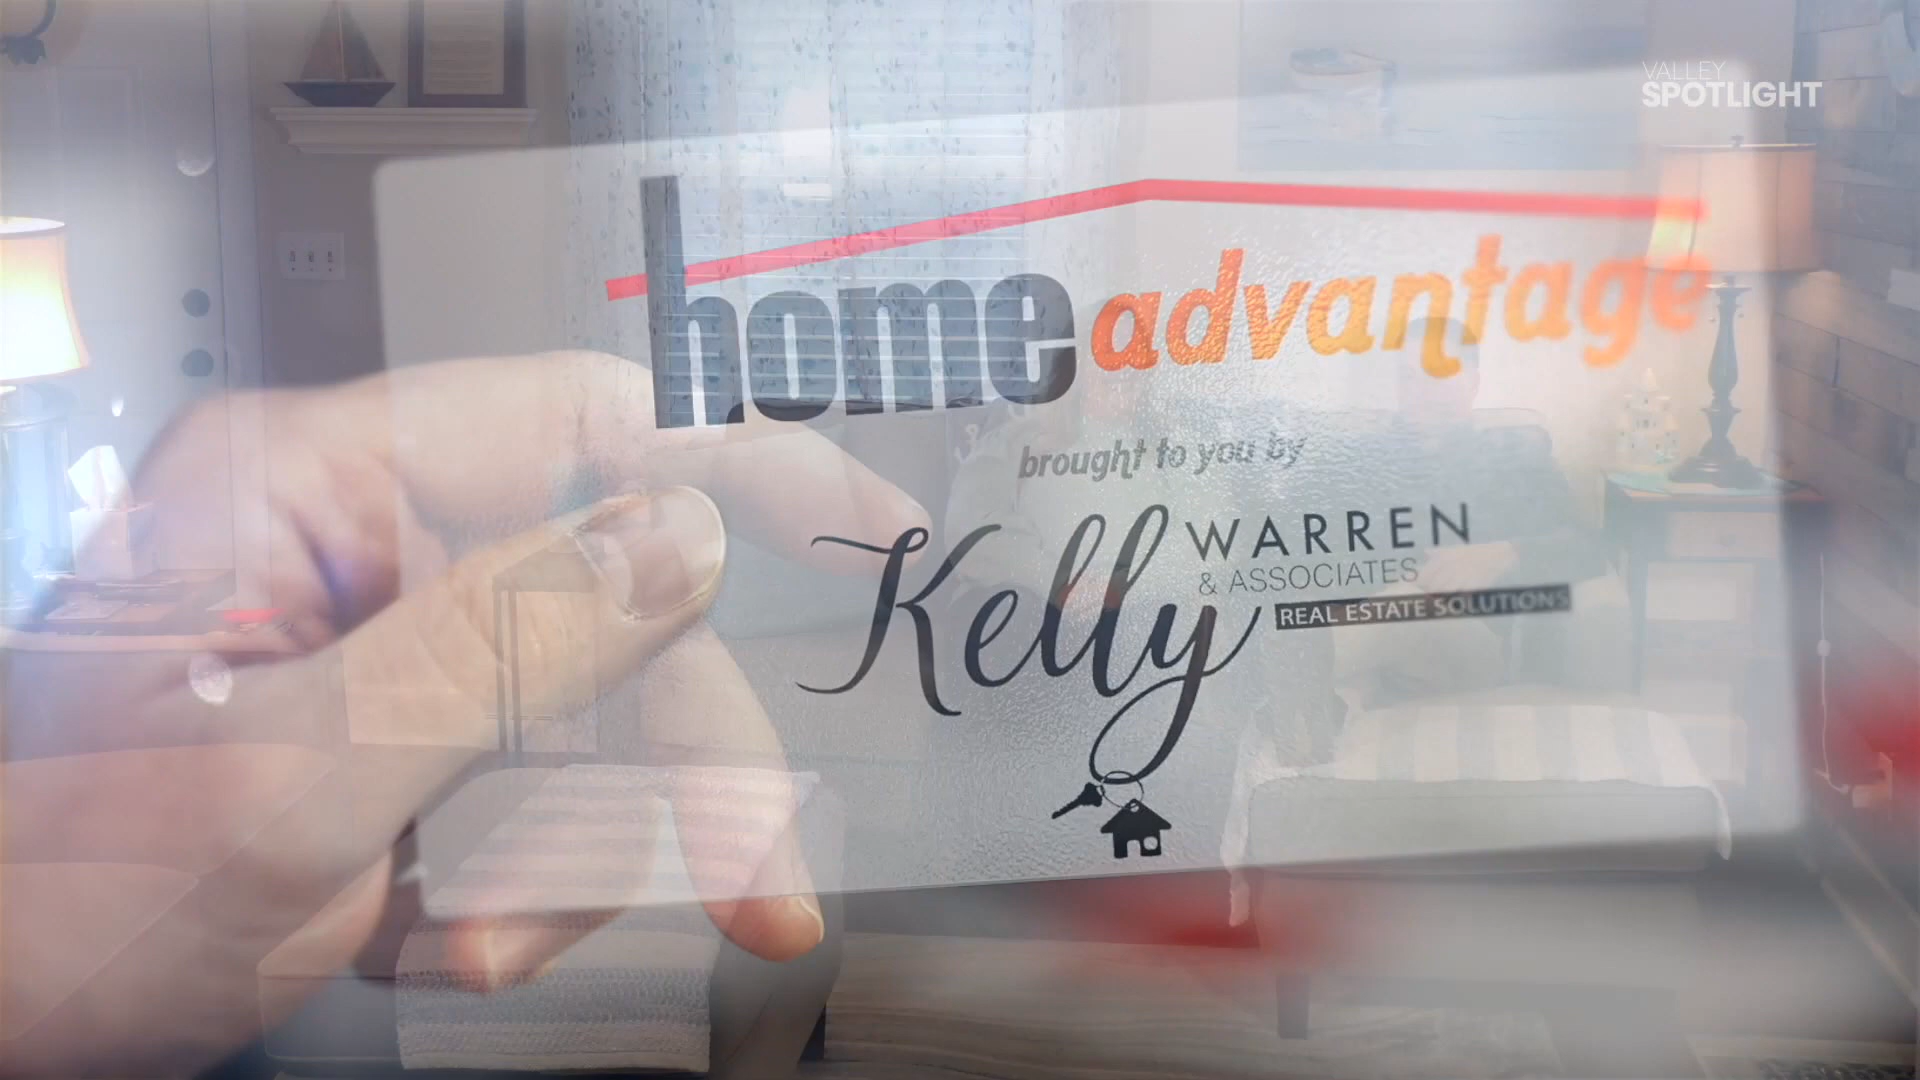 VALLEY
SPOTLIGHT
home advantage
brought to you by
Kelly WARREN
& ASSOCIATES
REAL ESTATE SOLUTIONS